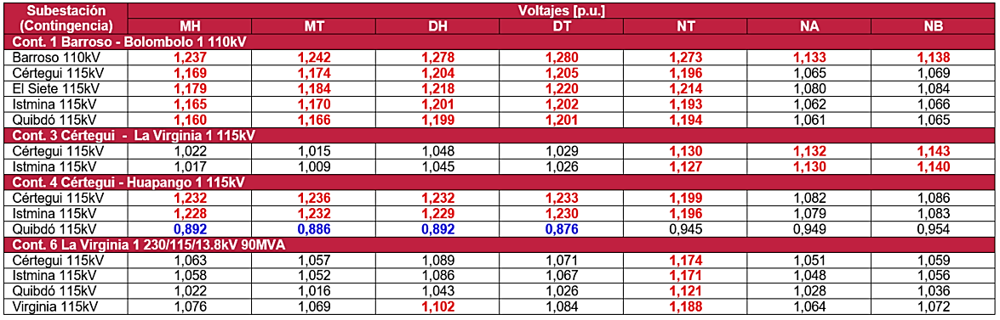 Subestación (Contingencia) Voltajes [p.u.]
MH MT DH DT NT NA NB
Cont. 1 Barroso - Bolombolo 1 110kV
Barroso 110kV 1,237 1,242 1,278 1,280 1,273 1,133 1,138
Cértegui 115kV 1,169 1,174 1,204 1,205 1,196 1,065 1,069
El Siete 115kV 1,179 1,184 1,218 1,220 1,214 1,080 1,084
Istmina 115kV 1,165 1,170 1,201 1,202 1,193 1,062 1,066
Quibdó 115kV 1,160 1,166 1,199 1,201 1,194 1,061 1,065
Cont. 3 Cértegui - La Virginia 1 115kV
Cértegui 115kV 1,022 1,015 1,048 1,029 1,130 1,132 1,143
Istmina 115kV 1,017 1,009 1,045 1,026 1,127 1,130 1,140
Cont. 4 Cértegui - Huapango 1 115kV
Cértegui 115kV 1,232 1,236 1,232 1,233 1,199 1,082 1,086
Istmina 115kV 1,228 1,232 1,229 1,230 1,196 1,079 1,083
Quibdó 115kV 0,892 0,886 0,892 0,876 0,945 0,949 0,954
Cont. 6 La Virginia 1 230/115/13.8kV 90MVA
Cértegui 115kV 1,063 1,057 1,089 1,071 1,174 1,051 1,059
Istmina 115kV 1,058 1,052 1,086 1,067 1,171 1,048 1,056
Quibdó 115kV 1,022 1,016 1,043 1,026 1,121 1,028 1,036
Virginia 115kV 1,076 1,069 1,102 1,084 1,188 1,064 1,072